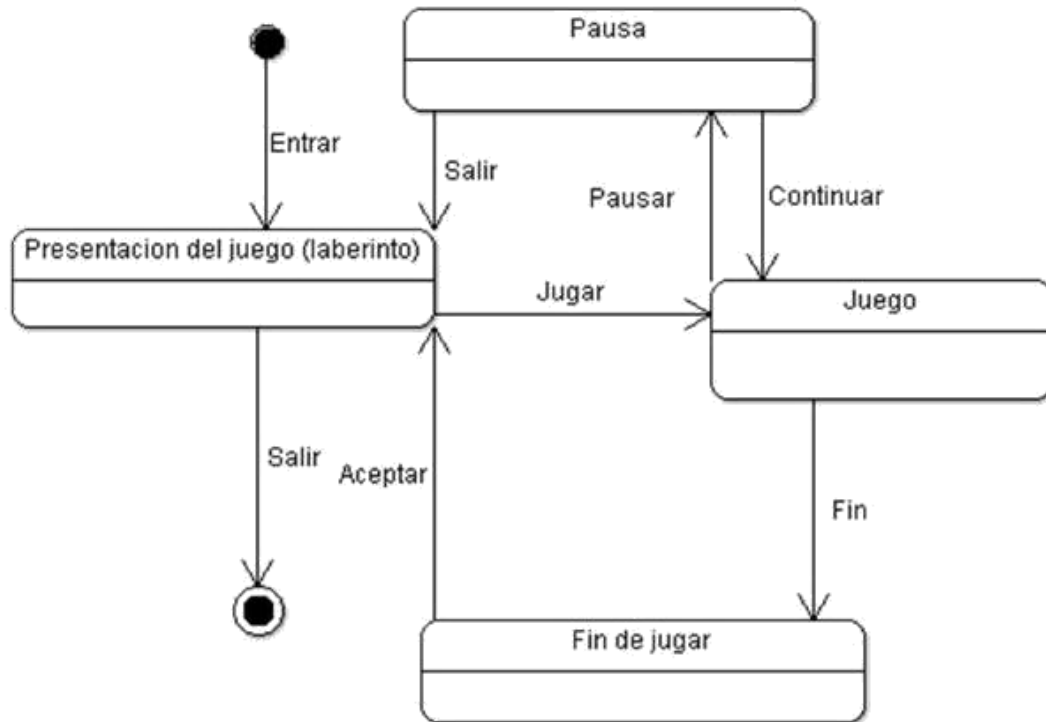 Pausa
Entrar
Salir
Pausar
Continuar
Presentacion del juego (laberinto)
Jugar
Juego
Salir
Aceptar
Fin
Fin de jugar